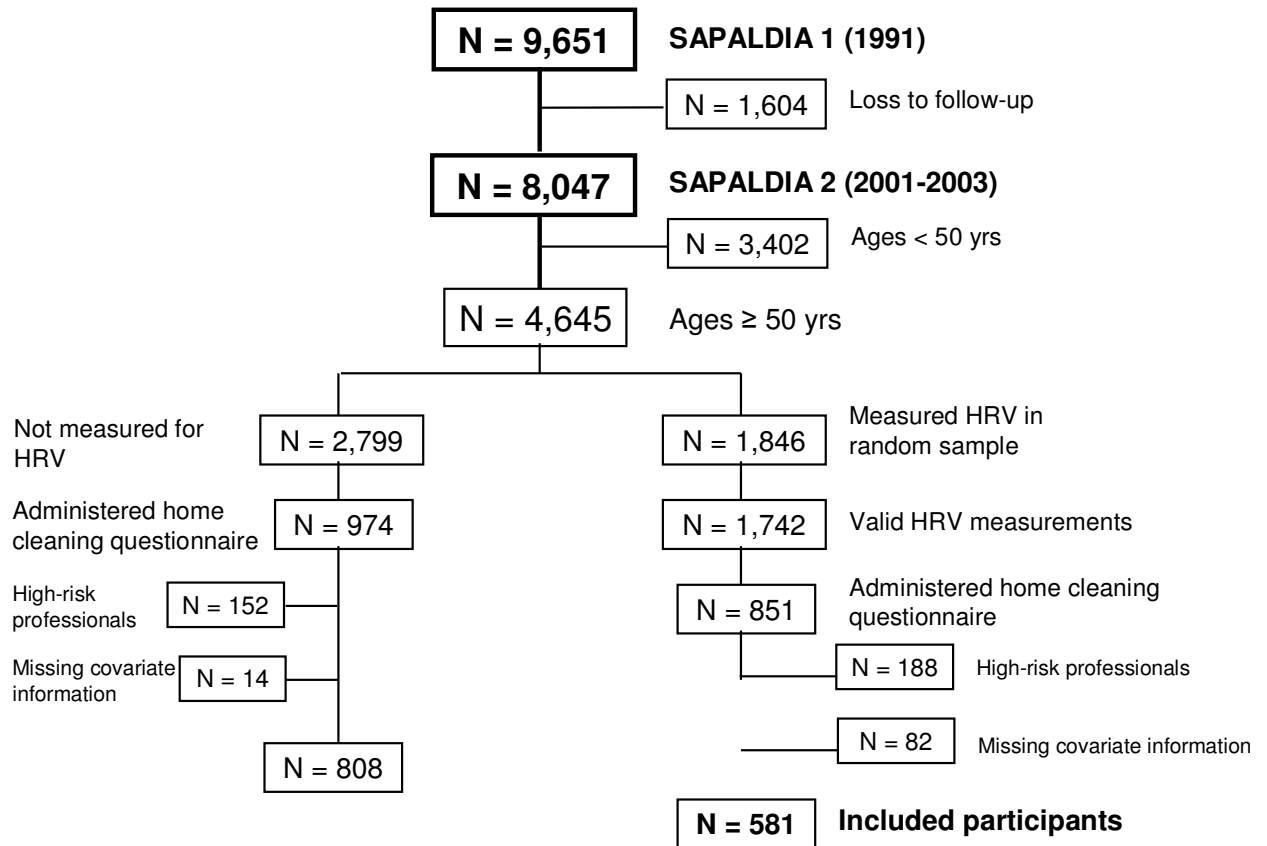 N = 9,651
SAPALDIA 1 (1991)
N = 1,604
Loss to follow-up
N = 8,047
SAPALDIA 2 (2001-2003)
N = 3,402
Ages < 50 yrs
N = 4,645
Ages ≥ 50 yrs
Not measured for
HRV
N = 2,799
N = 1,846
Measured HRV in
random sample
Administered home
cleaning questionnaire
N = 974
N = 1,742
Valid HRV measurements
High-risk
professionals
N = 152
N = 851
Administered home cleaning
questionnaire
Missing covariate
information
N = 14
N = 188
High-risk professionals
N = 808
N = 82
Missing covariate information
N = 581
Included participants